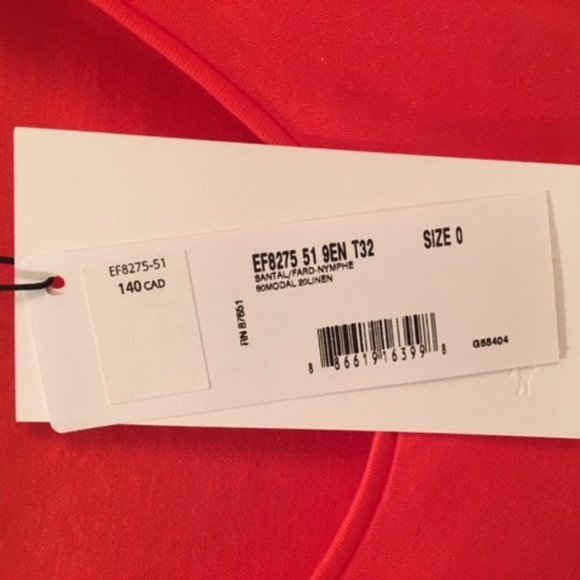 EF8275-51
140 CAD
EF8275 51 9EN T32 SIZE 0
SANTAL/FARD-NYMPHE
80MODAL 20LINEN
RN 87651
8 86619 16399 8
G55404